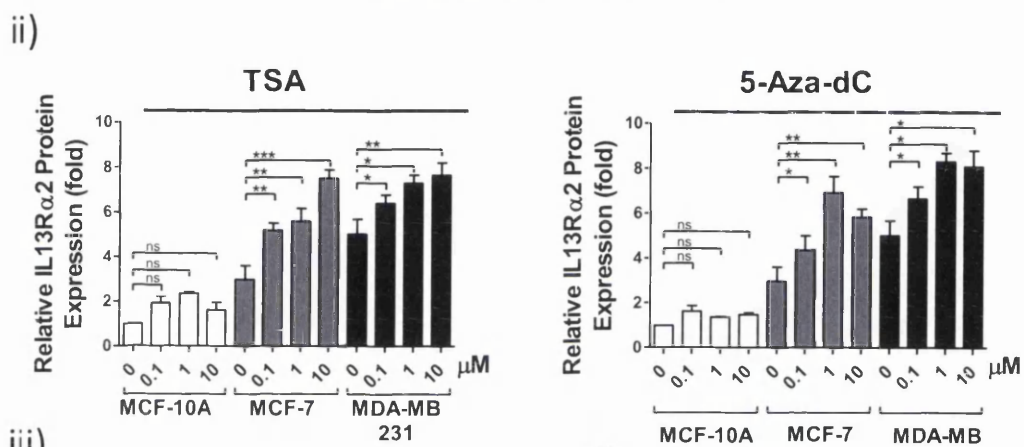 ii)
TSA
Relative IL13Rα2 Protein
Expression (fold)
10
8
6
4
2
0
ns
ns
ns
***
**
**
**
*
*
0 0.1 1 10 0 0.1 1 10 0 0.1 1 10 μM
MCF-10A MCF-7 MDA-MB
231
5-Aza-dC
Relative IL13Rα2 Protein
Expression (fold)
10
8
6
4
2
0
ns
ns
ns
**
**
*
*
*
*
0 0.1 1 10 0 0.1 1 10 0 0.1 1 10 μM
MCF-10A MCF-7 MDA-MB
iii)